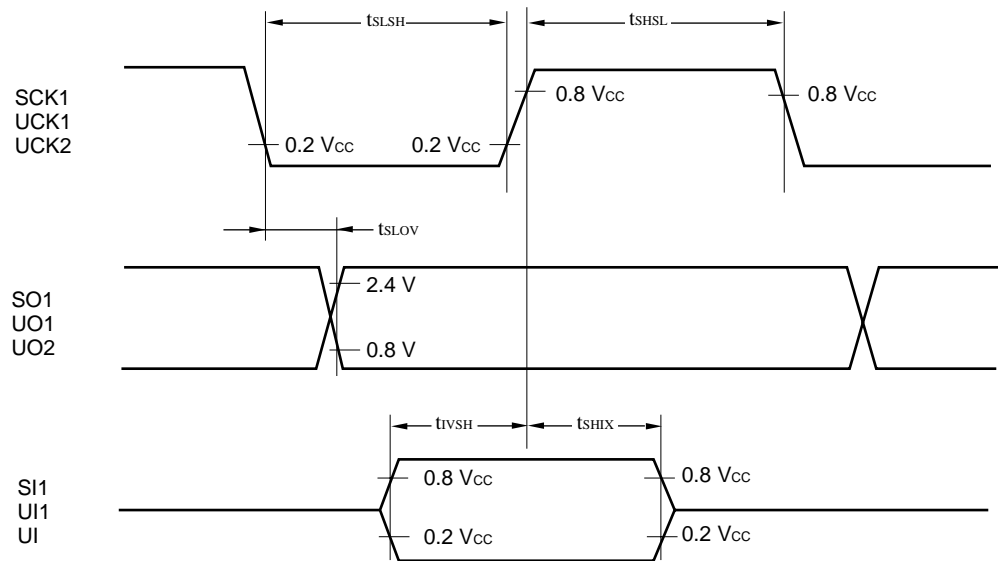 tSLSH
tSHSL
SCK1
UCK1
UCK2
0.8 VCC
0.8 VCC
0.2 VCC
0.2 VCC
tSLOV
SO1
UO1
UO2
2.4 V
0.8 V
tIVSH
tSHIX
SI1
UI1
UI
0.8 VCC
0.8 VCC
0.2 VCC
0.2 VCC